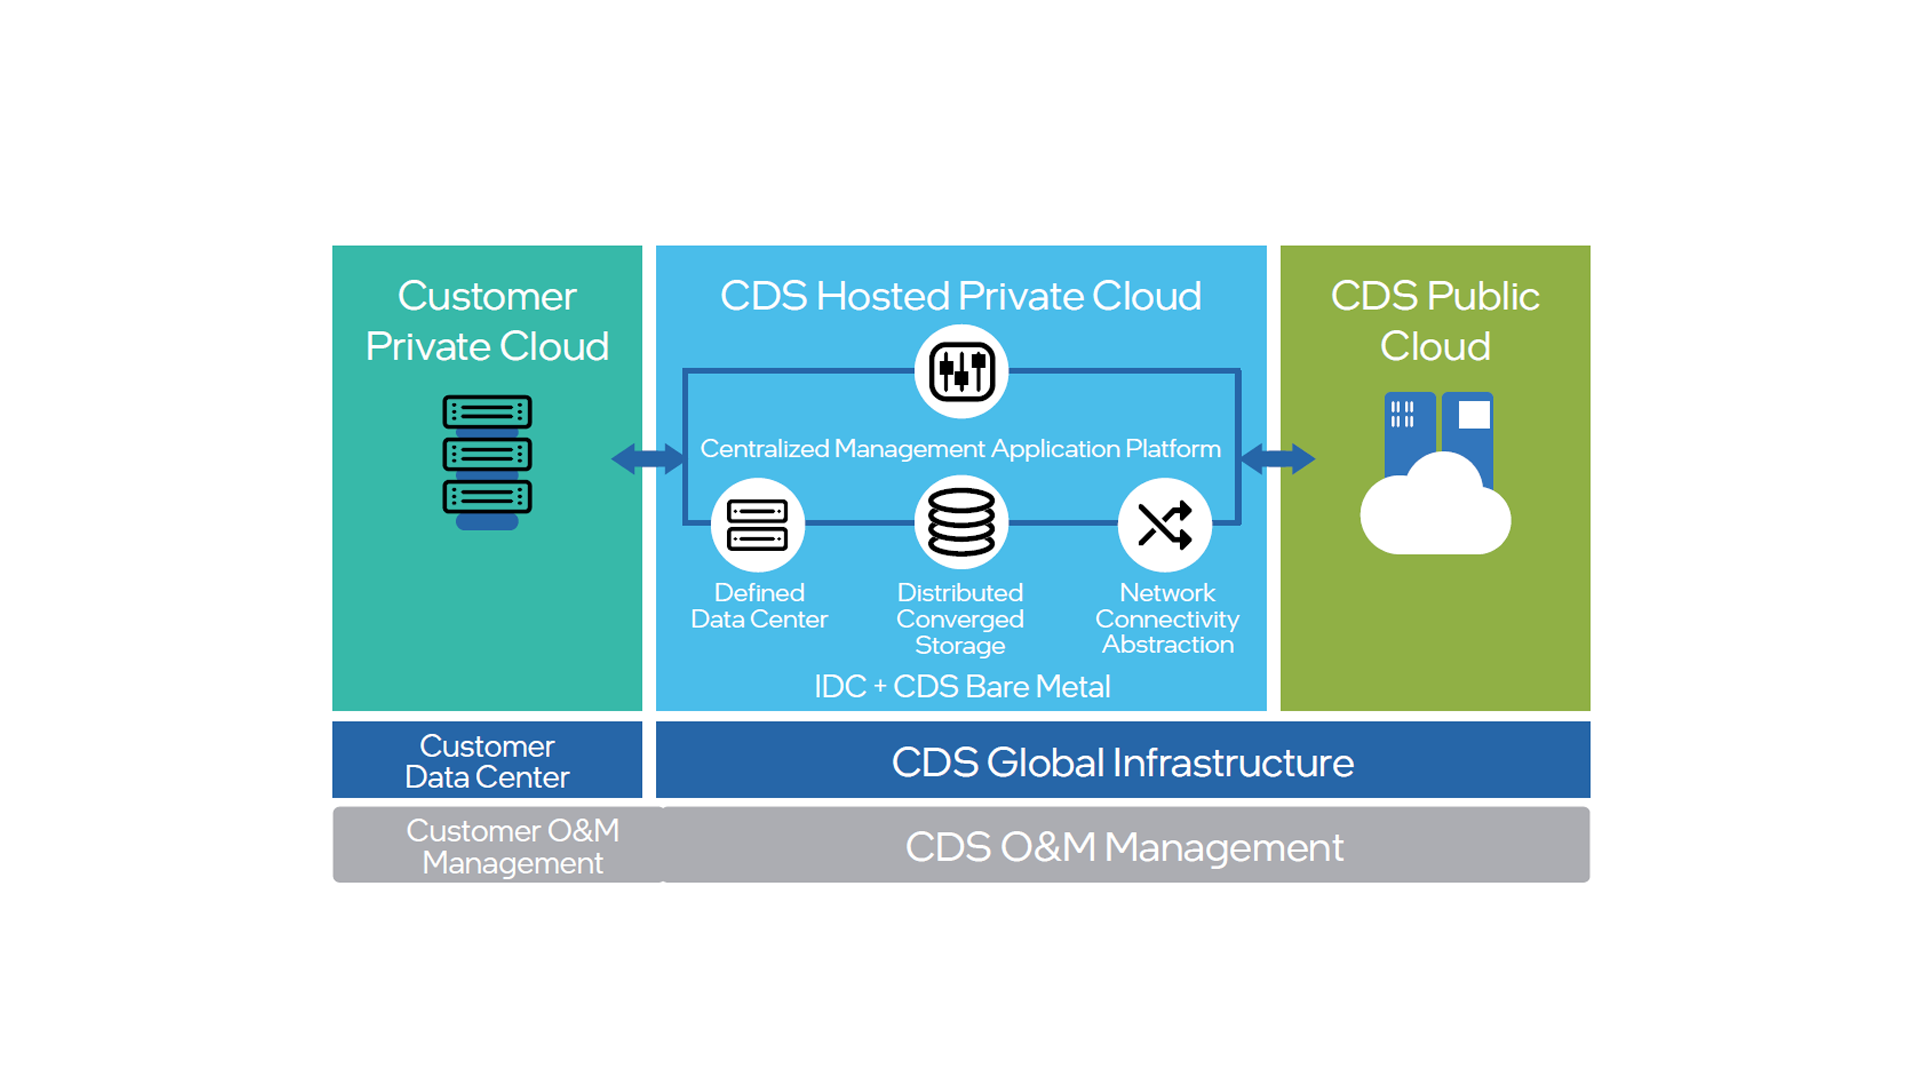 Customer
Private Cloud
CDS Hosted Private Cloud
Centralized Management Application Platform
Defined
Data Center
Distributed
Converged
Storage
Network
Connectivity
Abstraction
IDC + CDS Bare Metal
CDS Public
Cloud
Customer
Data Center
CDS Global Infrastructure
Customer O&M
Management
CDS O&M Management